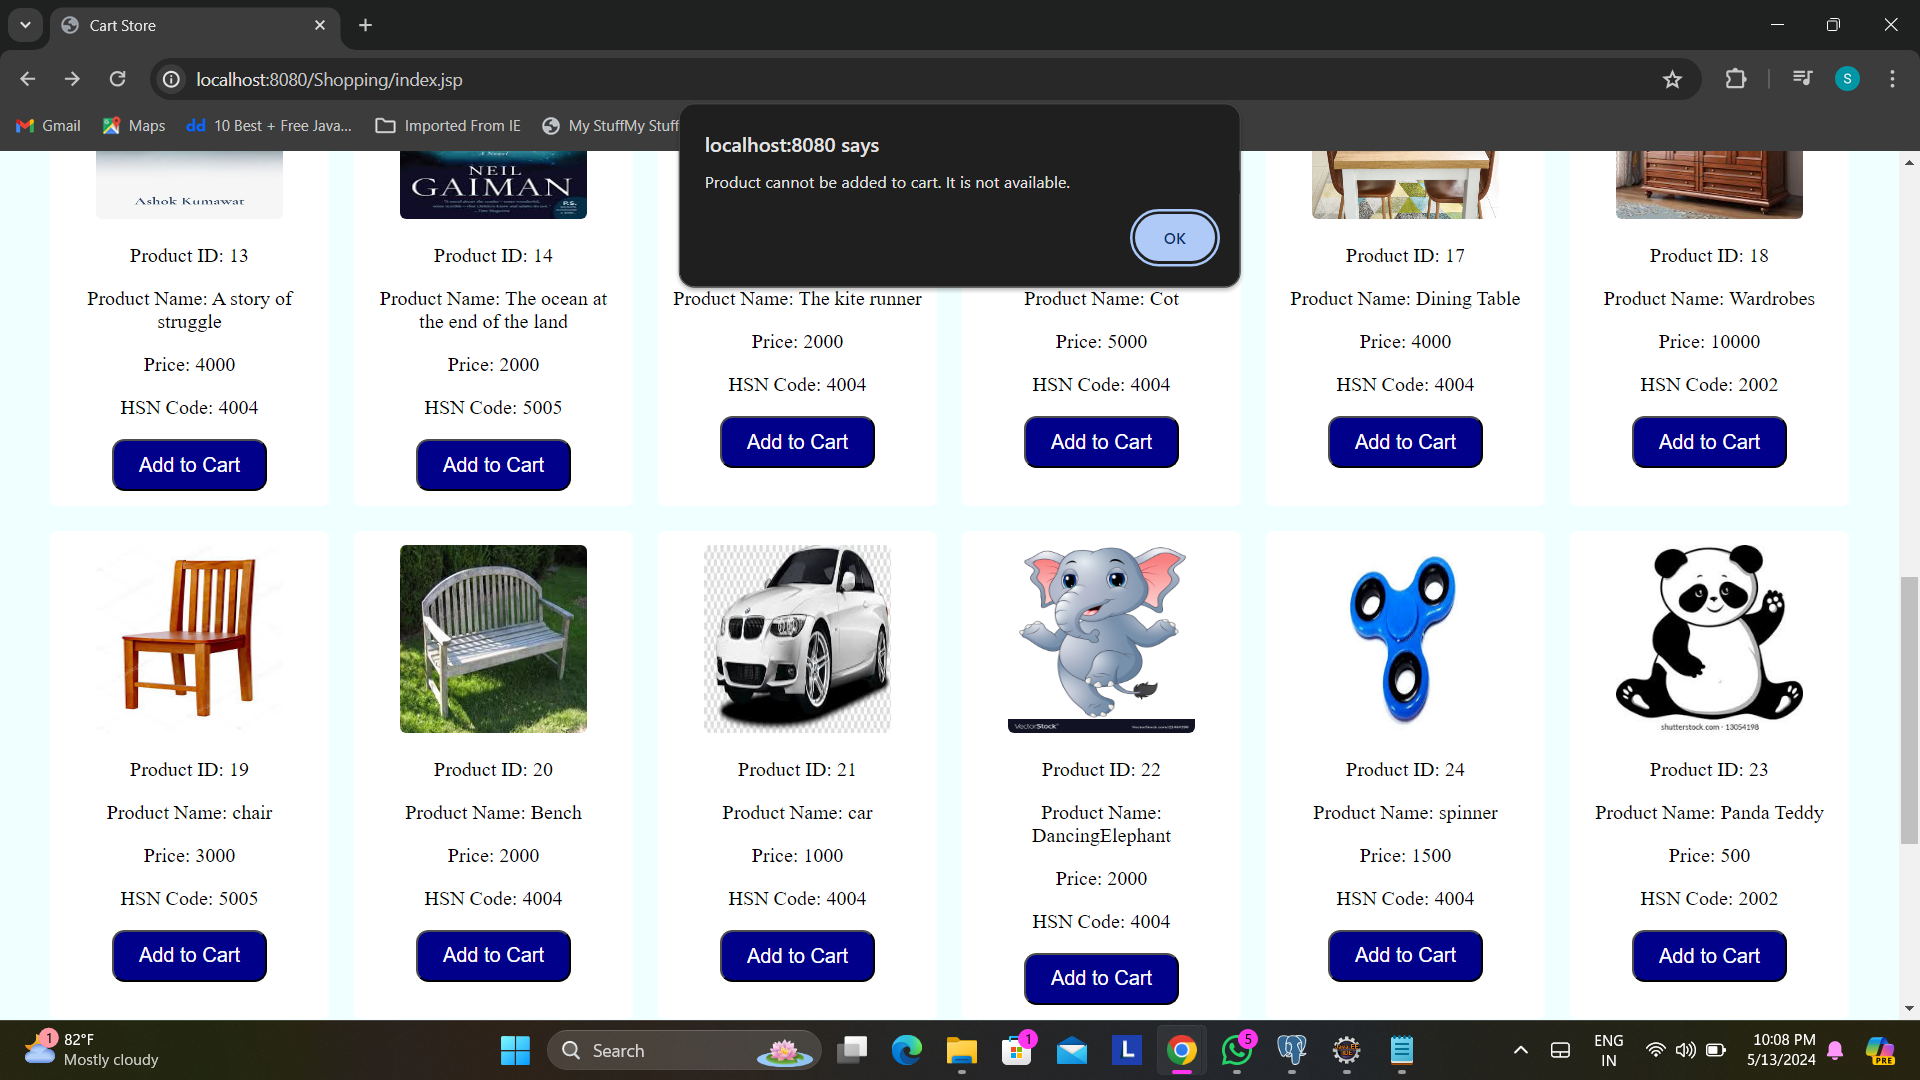 Cart Store
localhost:8080/Shopping/index.jsp
S
Gmail
Maps
dd
10 Best + Free Java...
Imported From IE
My StuffMy Stuff
localhost:8080 says
Product cannot be added to cart. It is not available.
OK
Ashok Kumawat
NEIL
GAIMAN
P.S.
Product ID: 13
Product Name: A story of
struggle
Price: 4000
HSN Code: 4004
Add to Cart
Product ID: 14
Product Name: The ocean at
the end of the land
Price: 2000
HSN Code: 5005
Add to Cart
Product Name: The kite runner
Price: 2000
HSN Code: 4004
Add to Cart
Product Name: Cot
Price: 5000
HSN Code: 4004
Add to Cart
Product ID: 17
Product Name: Dining Table
Price: 4000
HSN Code: 4004
Add to Cart
Product ID: 18
Product Name: Wardrobes
Price: 10000
HSN Code: 2002
Add to Cart
Product ID: 19
Product Name: chair
Price: 3000
HSN Code: 5005
Add to Cart
Product ID: 20
Product Name: Bench
Price: 2000
HSN Code: 4004
Add to Cart
Product ID: 21
Product Name: car
Price: 1000
HSN Code: 4004
Add to Cart
VectorStock
Product ID: 22
Product Name:
DancingElephant
Price: 2000
HSN Code: 4004
Add to Cart
Product ID: 24
Product Name: spinner
Price: 1500
HSN Code: 4004
Add to Cart
shutterstock.com · 13054198
Product ID: 23
Product Name: Panda Teddy
Price: 500
HSN Code: 2002
Add to Cart
1
82°F
Mostly cloudy
Search
1
L
5
ENG
IN
10:08 PM
5/13/2024
PRE